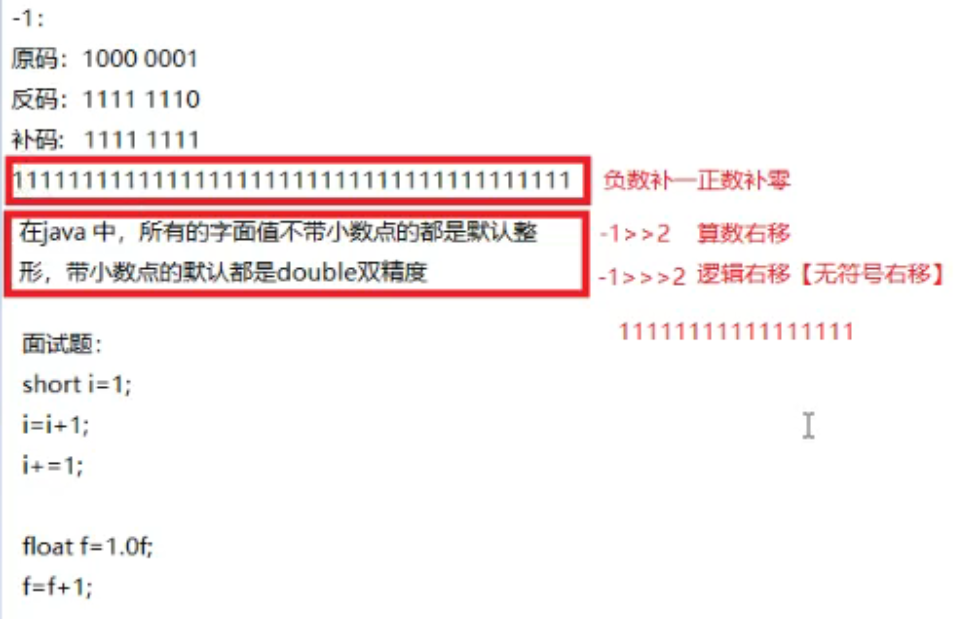 -1：
原码：1000 0001
反码：1111 1110
补码：1111 1111
1111111111111111111111111111111111111111
负数补一正数补零
在java 中，所有的字面值不带小数点的都是默认整
形，带小数点的默认都是double双精度
-1>>2 算数右移
-1>>>2 逻辑右移【无符号右移】
11111111111111111
面试题：
short i=1;
i=i+1;
i+=1;
float f=1.0f;
f=f+1;